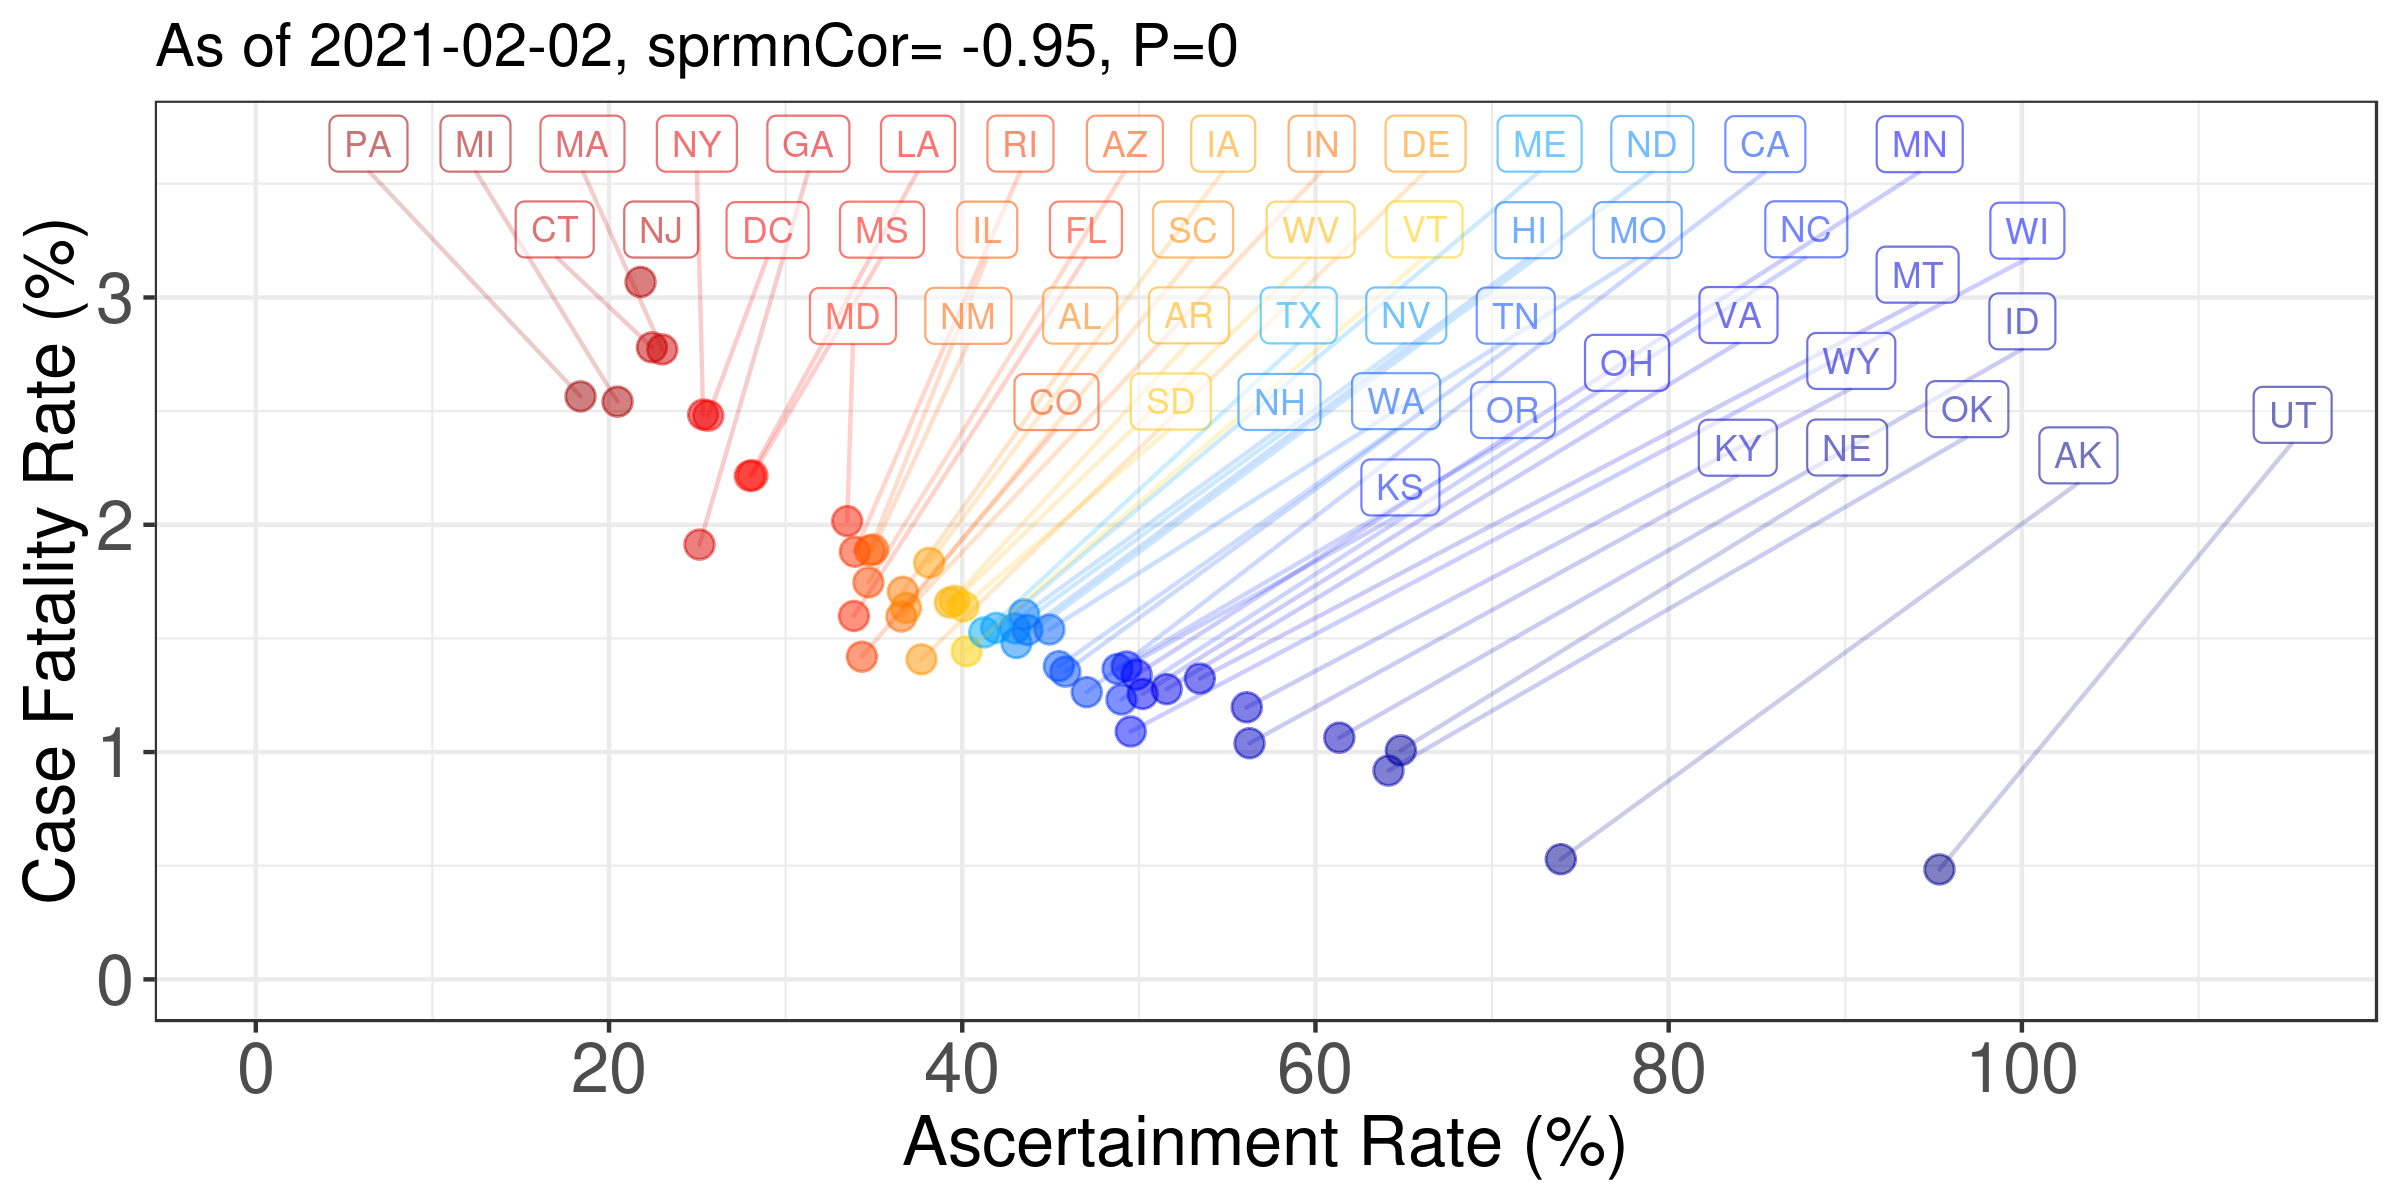 As of 2021-02-02, sprmnCor= -0.95, P=0
PA MI MA NY GA LA RI AZ IA IN DE ME ND CA MN
CT NJ DC MS IL FL SC WV VT HI MO NC WI
MT
MD NM AL AR TX NV TN VA ID
OH WY
CO SD NH WA OR OK UT
KY NE AK
KS
Case Fatality Rate (%)
3
2
1
0
0 20 40 60 80 100
Ascertainment Rate (%)